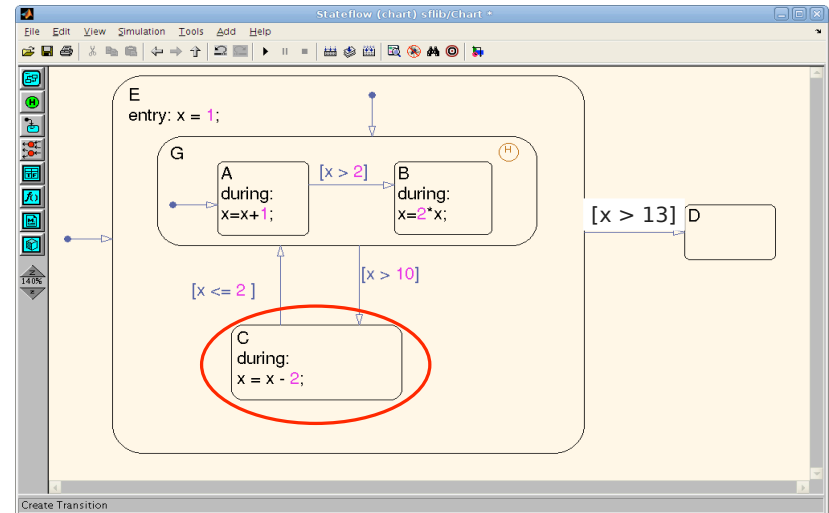 Stateflow (chart) sflib/Chart *
File Edit View Simulation Tools Add Help
E
entry: x = 1;
G
H
A
during:
x=x+1;
[x > 2]
B
during:
x=2*x;
[x > 13]
D
[x <= 2 ]
[x > 10]
C
during:
x = x - 2;
H
f()
Z
140%
Z
Create Transition